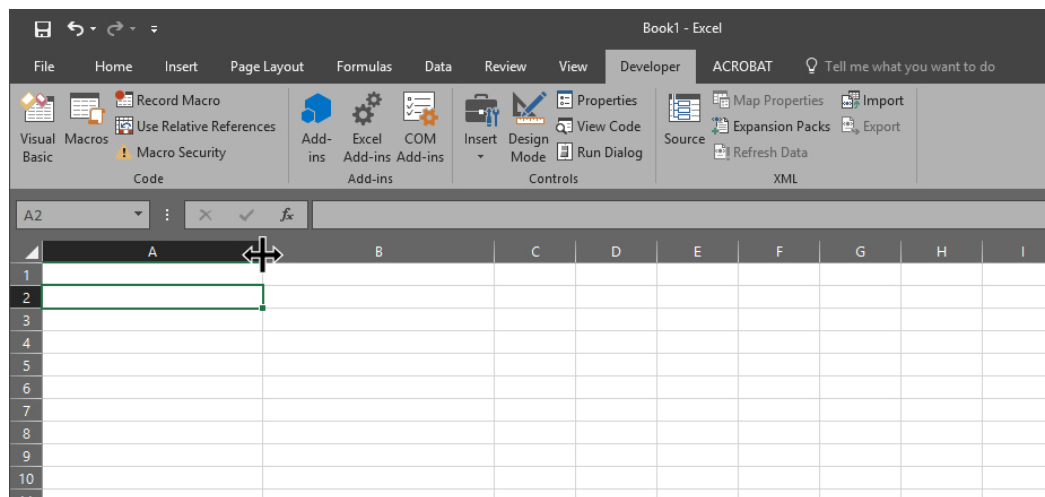 Book1 - Excel
File Home Insert Page Layout Formulas Data Review View Developer ACROBAT Tell me what you want to do
Visual Basic
Macros
Record Macro
Use Relative References
! Macro Security
Code
Add-ins
Excel Add-ins
COM Add-ins
Add-ins
Insert
Design Mode
Properties
View Code
Run Dialog
Controls
Source
Map Properties
Expansion Packs
Refresh Data
Import
Export
XML
A2 fx
A B C D E F G H I
1
2
3
4
5
6
7
8
9
10